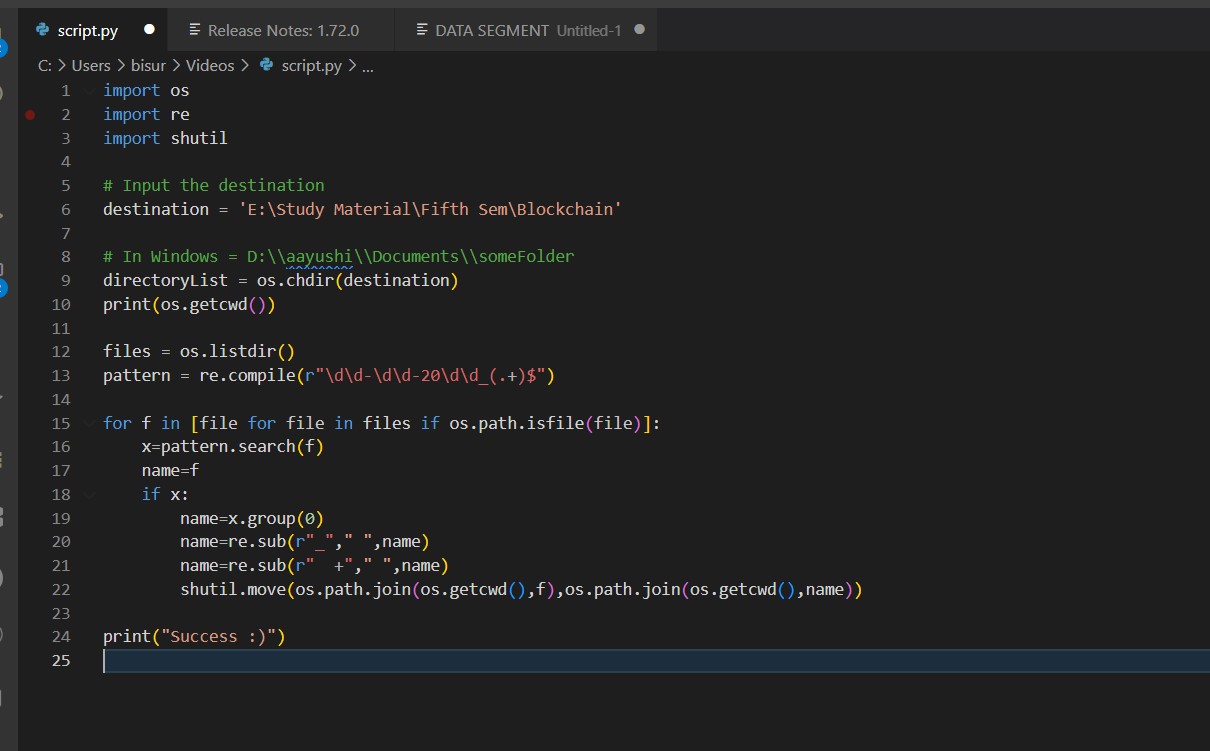 script.py
Release Notes: 1.72.0
DATA SEGMENT Untitled-1
C: > Users > bisur > Videos > script.py > ...
1 import os
2 import re
3 import shutil
4
5 # Input the destination
6 destination = 'E:\Study Material\Fifth Sem\Blockchain'
7
8 # In Windows = D:\\aayushi\\Documents\\someFolder
9 directoryList = os.chdir(destination)
10 print(os.getcwd())
11
12 files = os.listdir()
13 pattern = re.compile(r"\d\d-\d\d-20\d\d_(.+)$")
14
15 for f in [file for file in files if os.path.isfile(file)]:
16     x=pattern.search(f)
17     name=f
18     if x:
19         name=x.group(0)
20         name=re.sub(r"_"," ",name)
21         name=re.sub(r"  +"," ",name)
22         shutil.move(os.path.join(os.getcwd(),f),os.path.join(os.getcwd(),name))
23
24 print("Success :)")
25